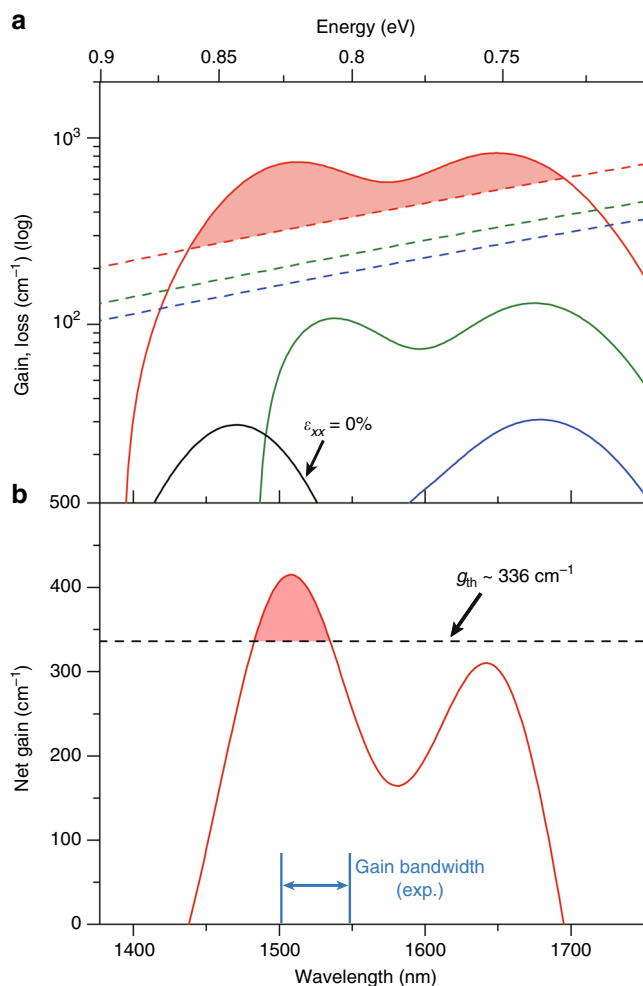 a
Energy (eV)
0.9 0.85 0.8 0.75
Gain, loss (cm⁻¹) (log)
10³
10²
εxx = 0%
b
Net gain (cm⁻¹)
500
400
300
200
100
0
gth ~ 336 cm⁻¹
Gain bandwidth
(exp.)
1400 1500 1600 1700
Wavelength (nm)